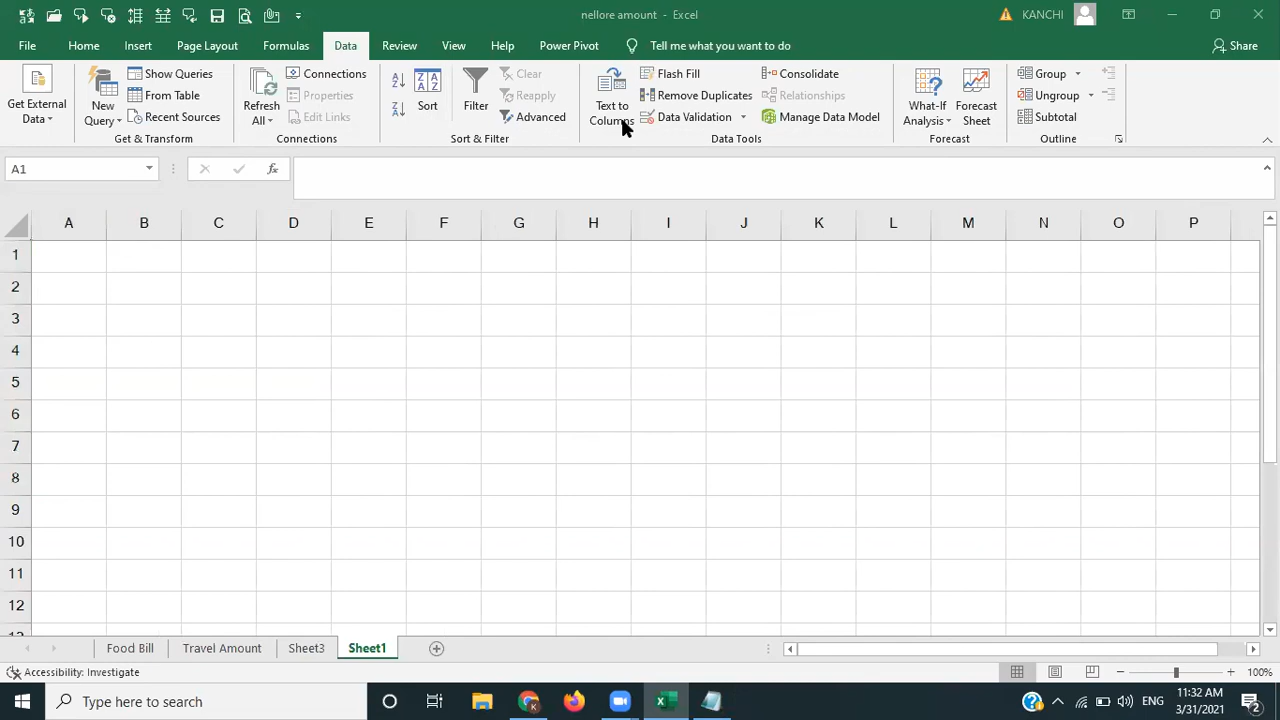 nellore amount - Excel
KANCHI
File Home Insert Page Layout Formulas Data Review View Help Power Pivot Tell me what you want to do Share
Get External Data
New Query
Show Queries
From Table
Recent Sources
Get & Transform
Refresh All
Connections
Properties
Edit Links
Connections
Sort
Filter
Clear
Reapply
Advanced
Sort & Filter
Text to Columns
Flash Fill
Remove Duplicates
Data Validation
Consolidate
Relationships
Manage Data Model
Data Tools
What-If Analysis
Forecast Sheet
Forecast
Group
Ungroup
Subtotal
Outline
A1
fx
A B C D E F G H I J K L M N O P
1
2
3
4
5
6
7
8
9
10
11
12
13
Food Bill Travel Amount Sheet3 Sheet1
Accessibility: Investigate
100%
Type here to search
ENG
11:32 AM
3/31/2021
2